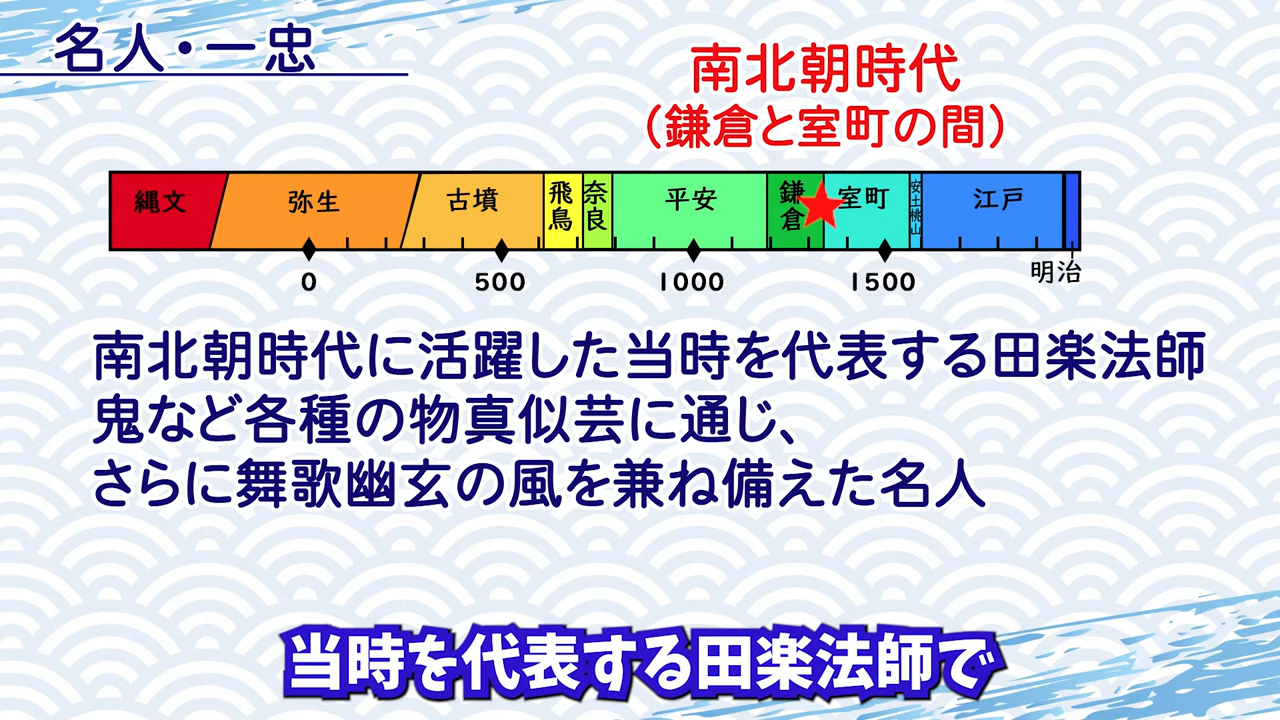 名人・一忠
南北朝時代
(鎌倉と室町の間)
縄文 弥生 古墳 飛鳥 奈良 平安 鎌倉 室町 安土桃山 江戸
0 500 1000 1500 明治
南北朝時代に活躍した当時を代表する田楽法師
鬼など各種の物真似芸に通じ、
さらに舞歌幽玄の風を兼ね備えた名人
当時を代表する田楽法師で